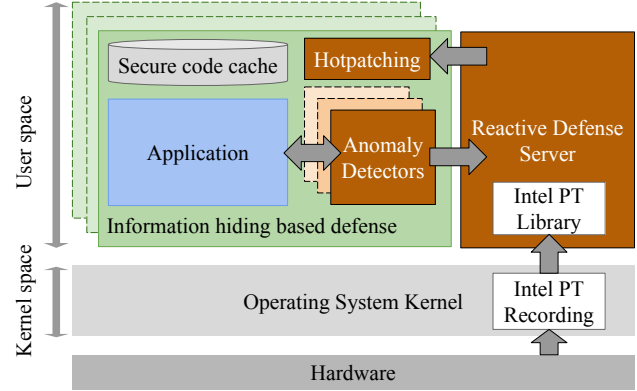 User space
Kernel space
Secure code cache
Hotpatching
Application
Anomaly
Detectors
Information hiding based defense
Reactive Defense
Server
Intel PT
Library
Operating System Kernel
Intel PT
Recording
Hardware